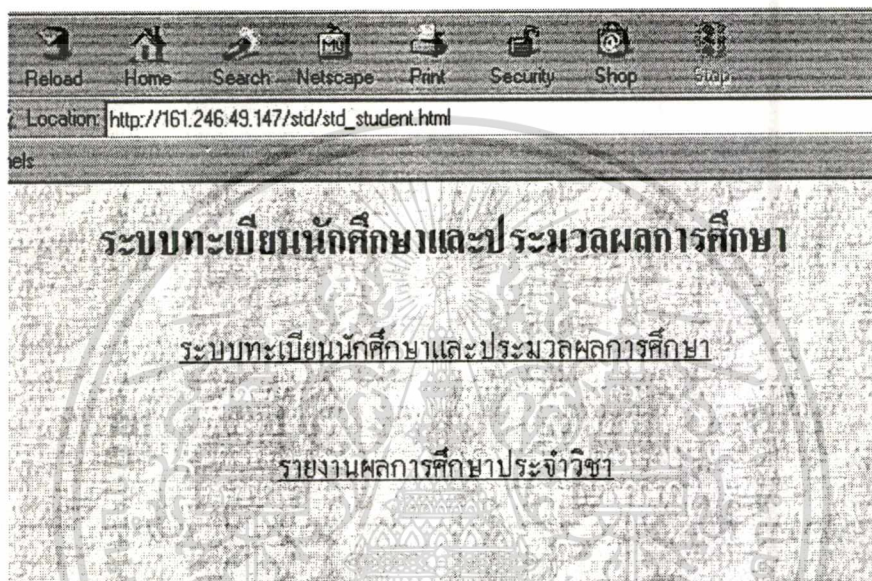 Reload Home Search Netscape Print Security Shop Stop
Location: http://161.246.49.147/std/std_student.html
nels
ระบบทะเบียนนักศึกษาและประมวลผลการศึกษา
ระบบทะเบียนนักศึกษาและประมวลผลการศึกษา
รายงานผลการศึกษาประจำวิชา